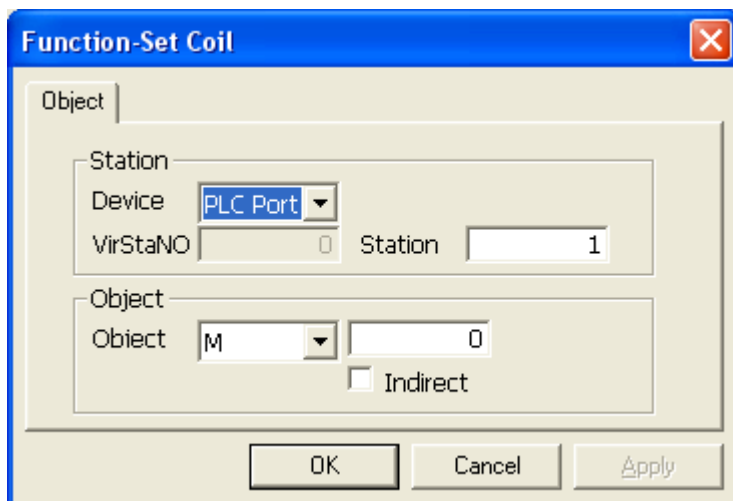 Function-Set Coil
Object
Station
Device PLC Port
VirStaNO 0 Station 1
Object
Obiect M 0
Indirect
OK Cancel Apply